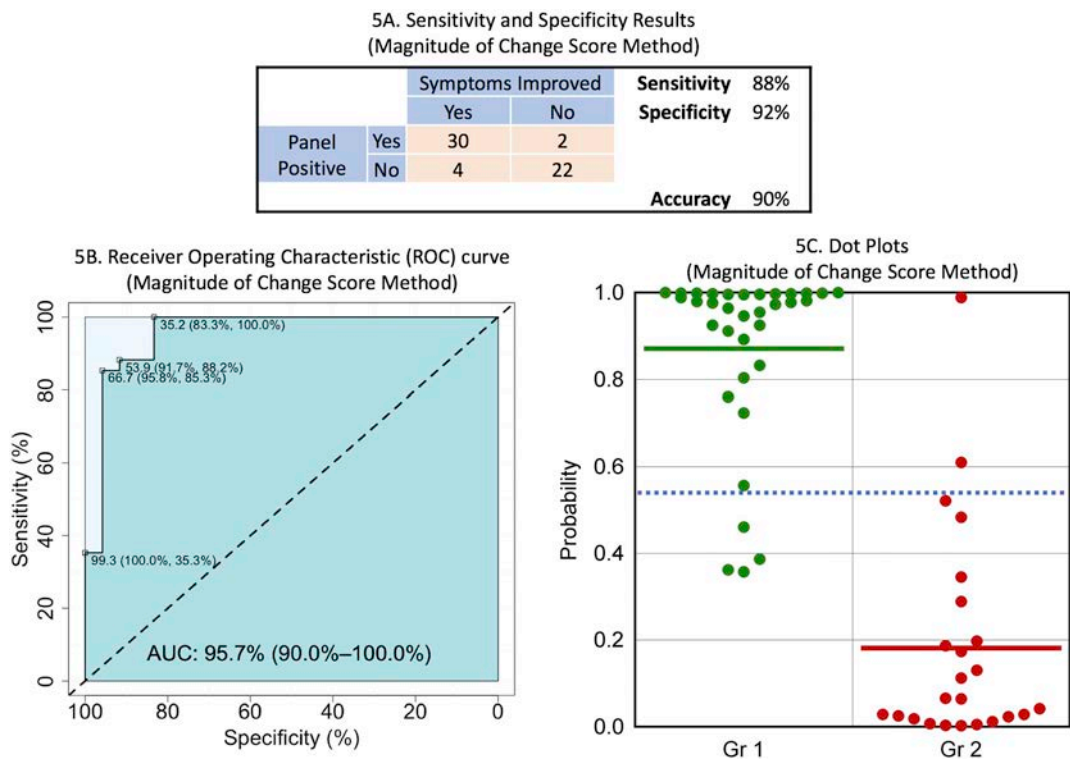 5A. Sensitivity and Specificity Results
(Magnitude of Change Score Method)
Symptoms Improved
Sensitivity 88%
Yes No
Specificity 92%
Panel Positive
Yes 30 2
No 4 22
Accuracy 90%
5B. Receiver Operating Characteristic (ROC) curve
(Magnitude of Change Score Method)
100
80
60
40
20
0
Sensitivity (%)
35.2 (83.3%, 100.0%)
53.9 (91.7%, 88.2%)
66.7 (95.8%, 85.3%)
99.3 (100.0%, 35.3%)
AUC: 95.7% (90.0%–100.0%)
100 80 60 40 20 0
Specificity (%)
5C. Dot Plots
(Magnitude of Change Score Method)
1.0
0.8
0.6
0.4
0.2
0.0
Probability
Gr 1 Gr 2